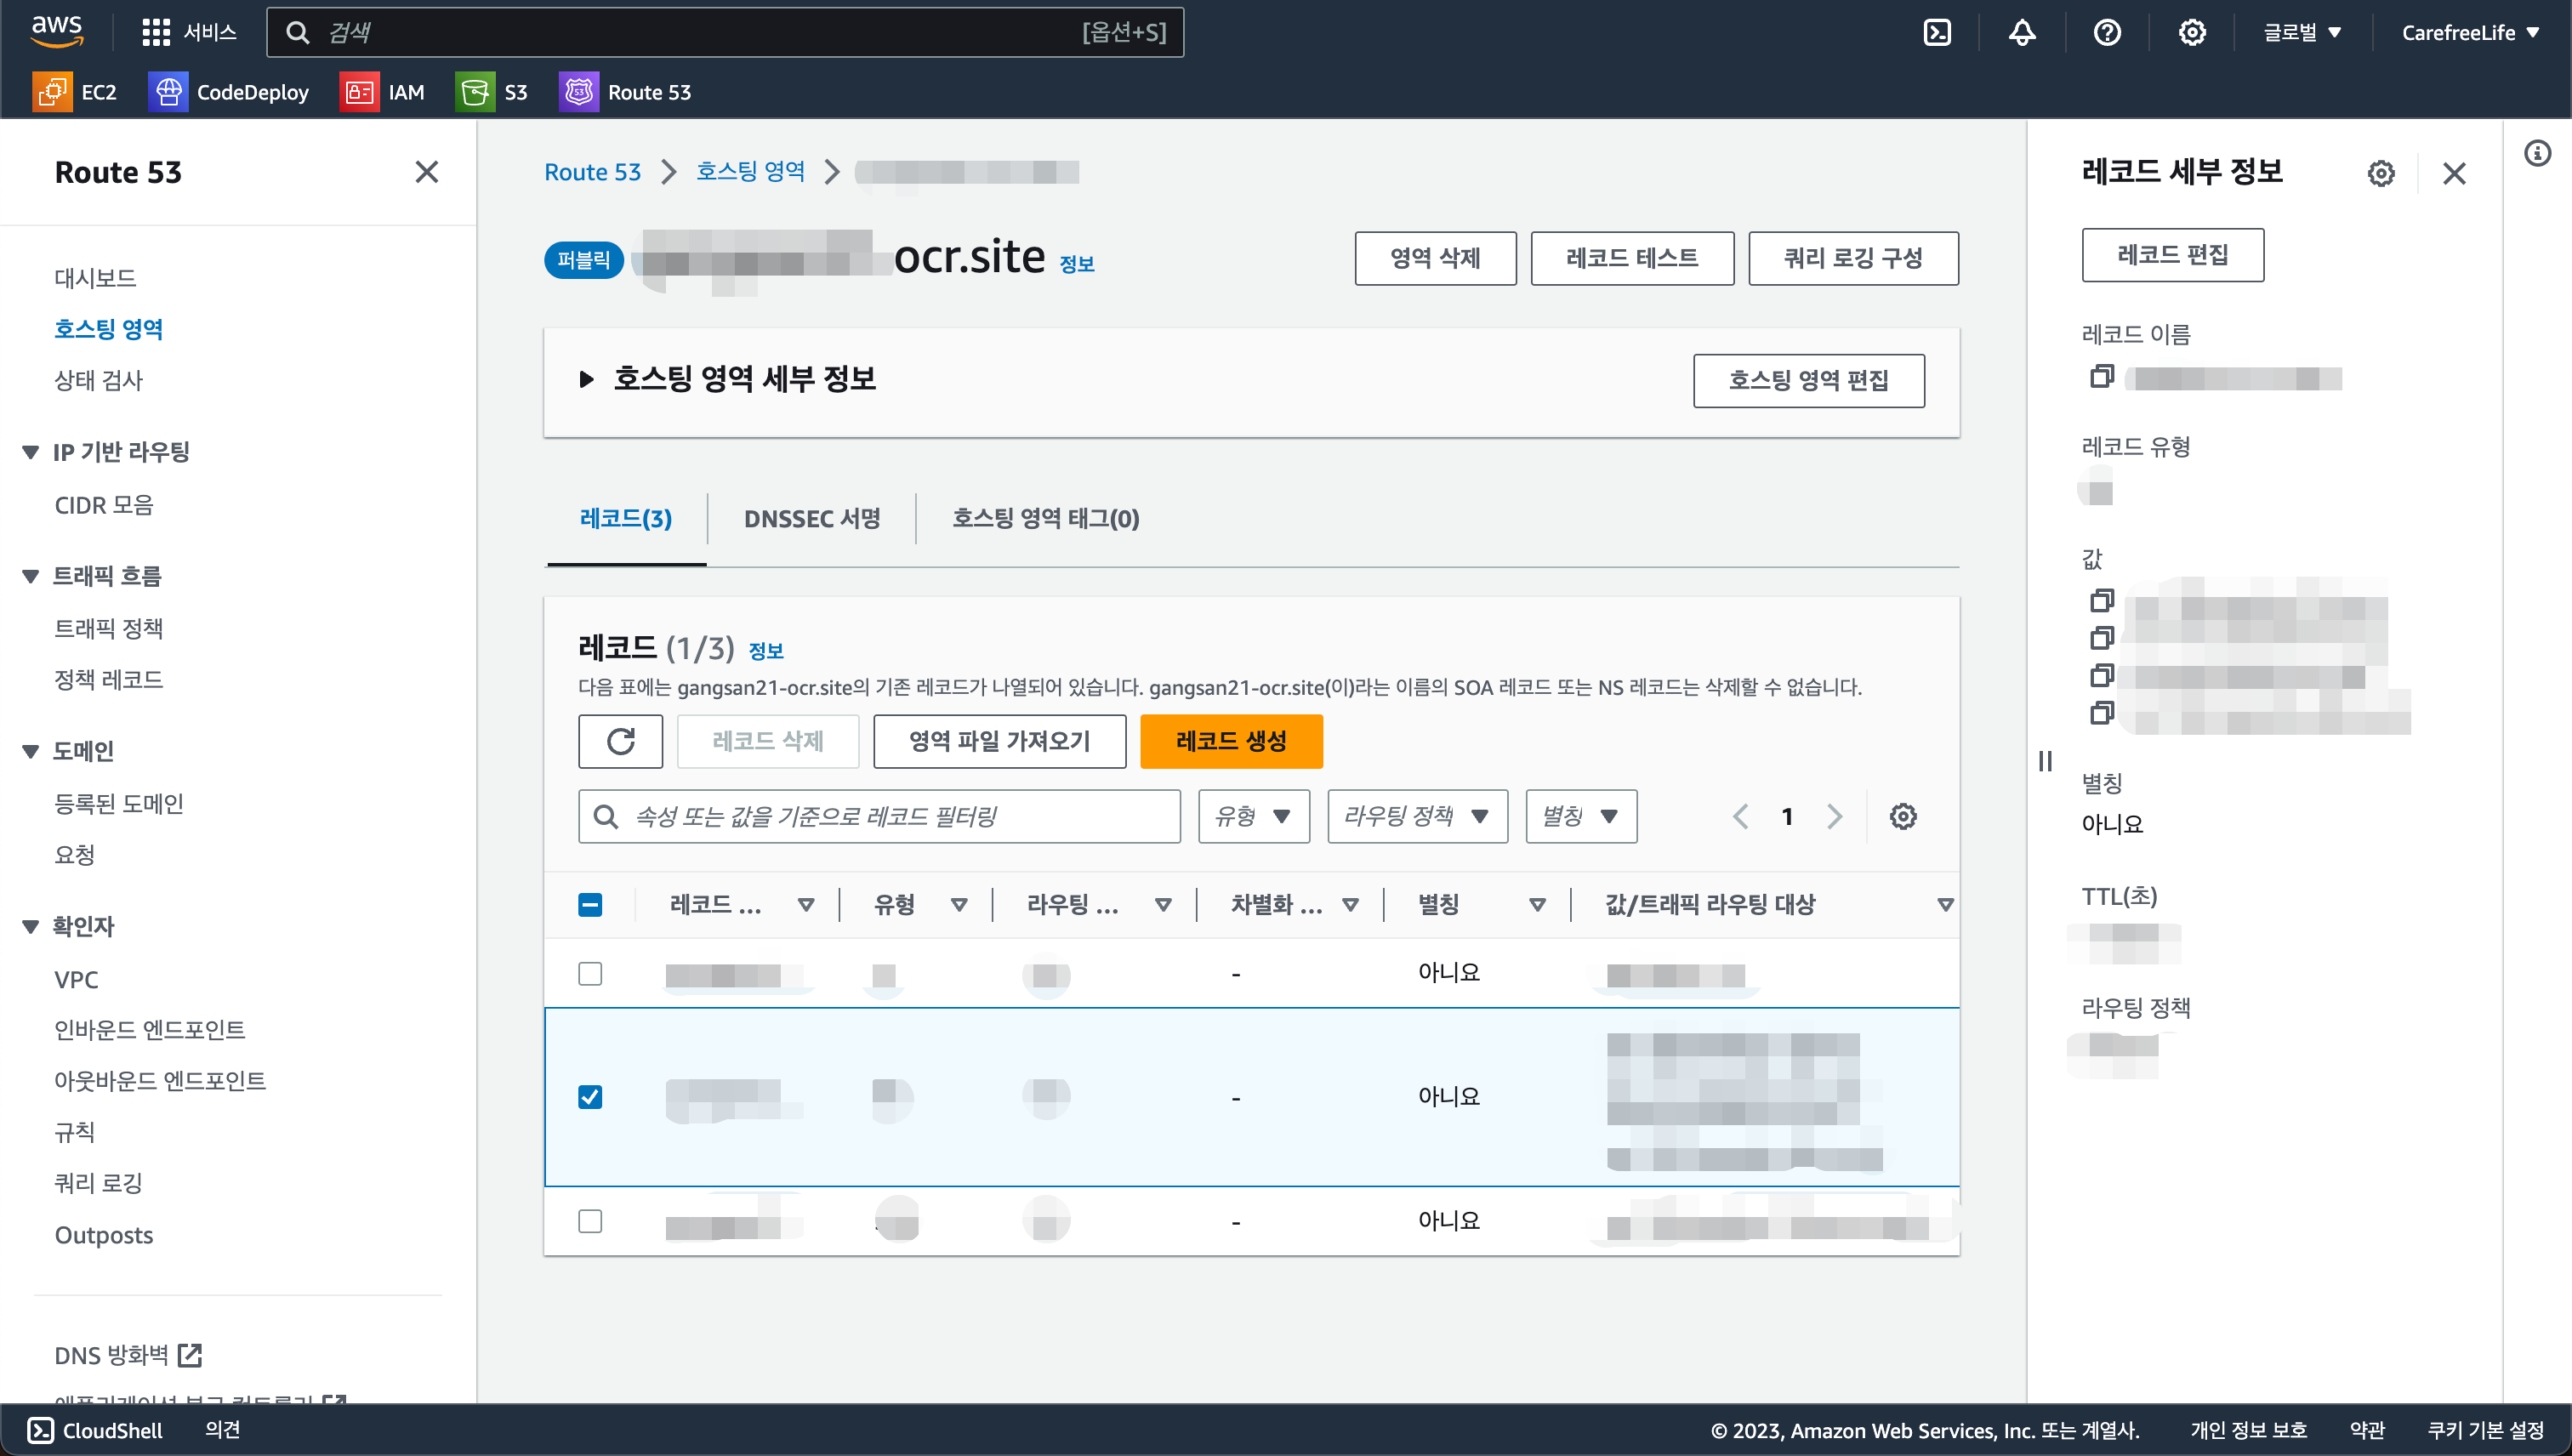 aws
서비스
검색
[옵션+S]
글로벌
CarefreeLife
EC2
CodeDeploy
IAM
S3
Route 53
Route 53
대시보드
호스팅 영역
상태 검사
IP 기반 라우팅
CIDR 모음
트래픽 흐름
트래픽 정책
정책 레코드
도메인
등록된 도메인
요청
확인자
VPC
인바운드 엔드포인트
아웃바운드 엔드포인트
규칙
쿼리 로깅
Outposts
DNS 방화벽
Route 53
호스팅 영역
퍼블릭
ocr.site 정보
영역 삭제
레코드 테스트
쿼리 로깅 구성
호스팅 영역 세부 정보
호스팅 영역 편집
레코드(3)
DNSSEC 서명
호스팅 영역 태그(0)
레코드 (1/3) 정보
다음 표에는 gangsan21-ocr.site의 기존 레코드가 나열되어 있습니다. gangsan21-ocr.site(이)라는 이름의 SOA 레코드 또는 NS 레코드는 삭제할 수 없습니다.
레코드 삭제
영역 파일 가져오기
레코드 생성
속성 또는 값을 기준으로 레코드 필터링
유형
라우팅 정책
별칭
1
레코드 ...
유형
라우팅 ...
차별화 ...
별칭
값/트래픽 라우팅 대상
-
아니요
-
아니요
-
아니요
레코드 세부 정보
레코드 편집
레코드 이름
레코드 유형
값
별칭
아니요
TTL(초)
라우팅 정책
CloudShell
의견
© 2023, Amazon Web Services, Inc. 또는 계열사.
개인 정보 보호
약관
쿠키 기본 설정